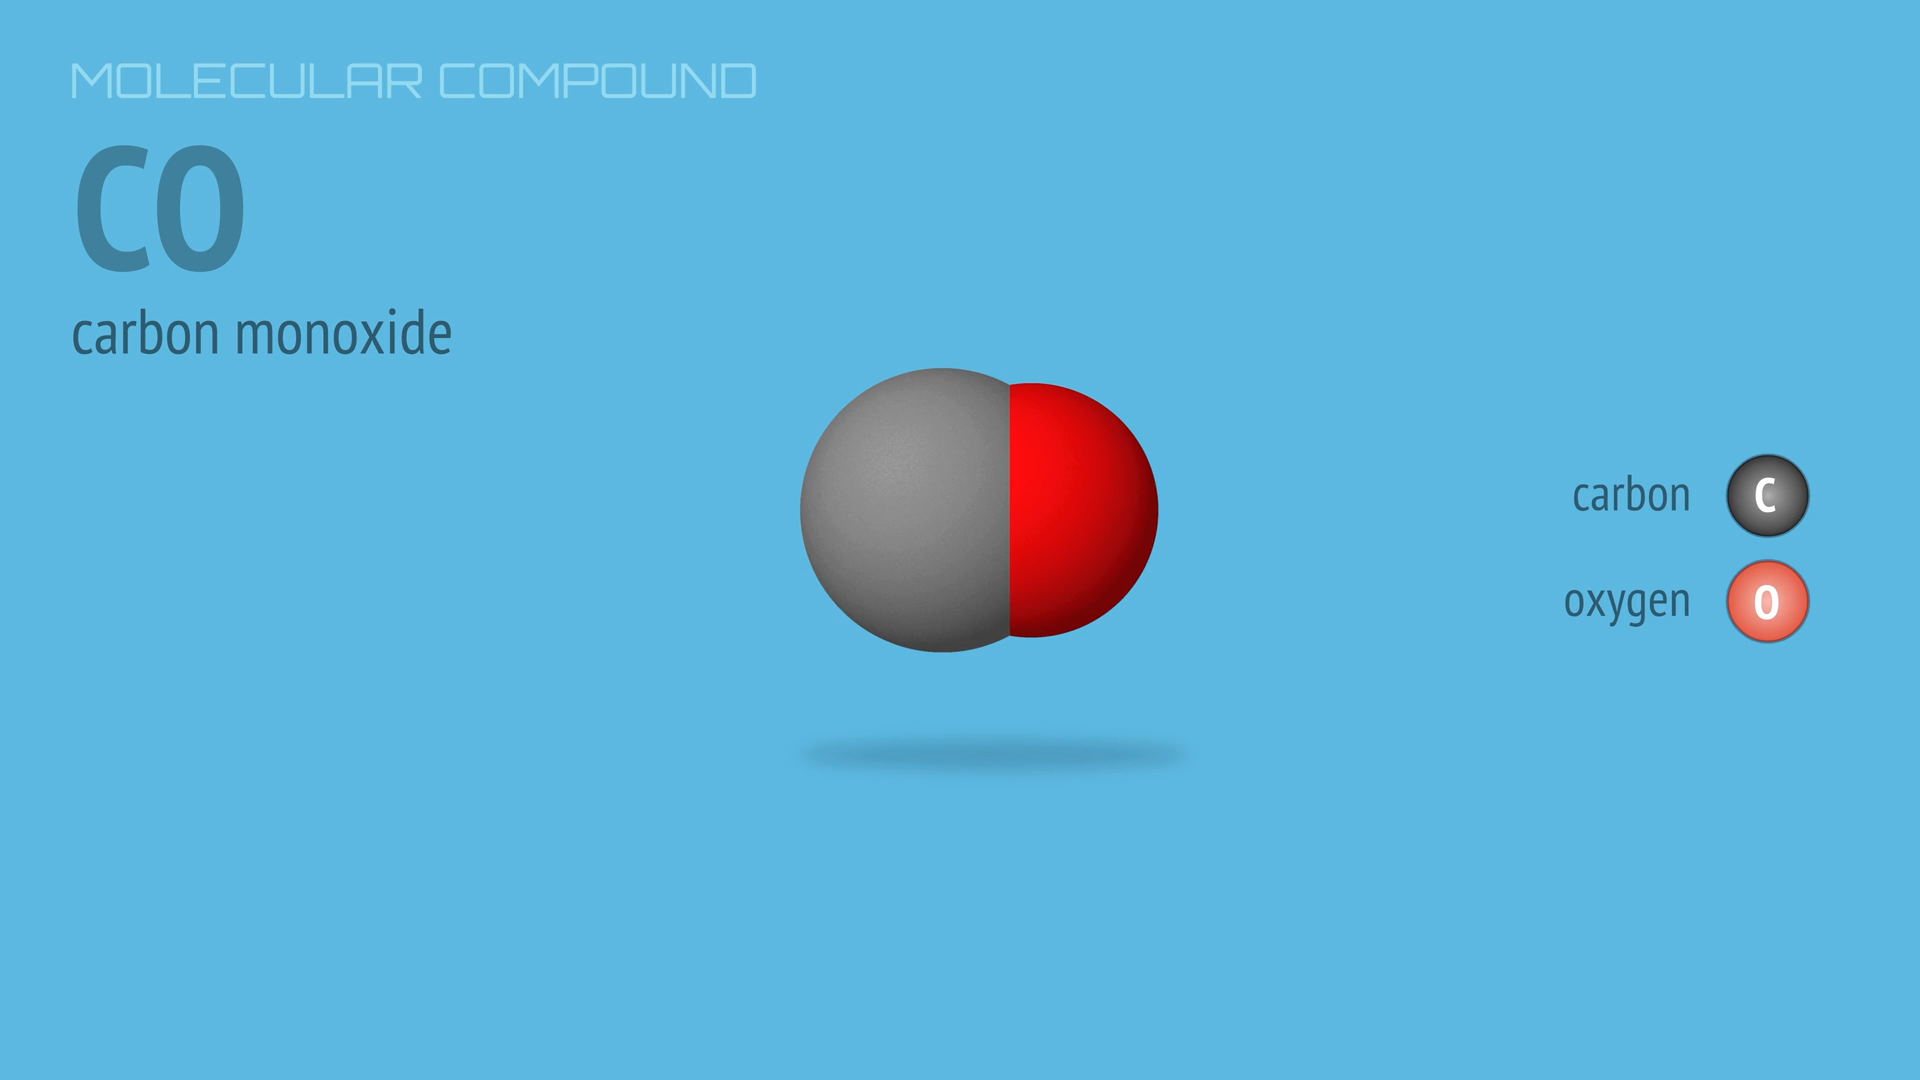 MOLECULAR COMPOUND
CO
carbon monoxide
carbon C
oxygen O